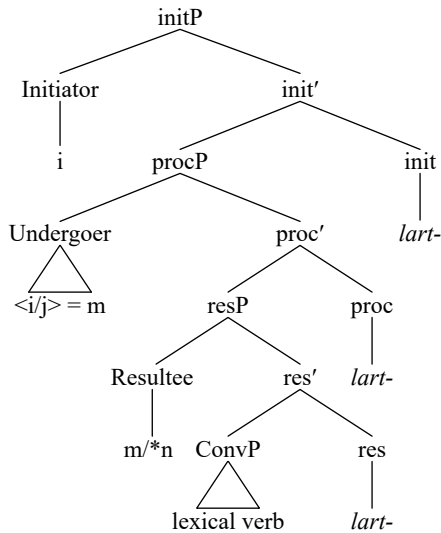 initP
Initiator init′
i procP init
Undergoer proc′ lart-
<i/j> = m resP proc
Resultee res′ lart-
m/*n ConvP res
lexical verb lart-